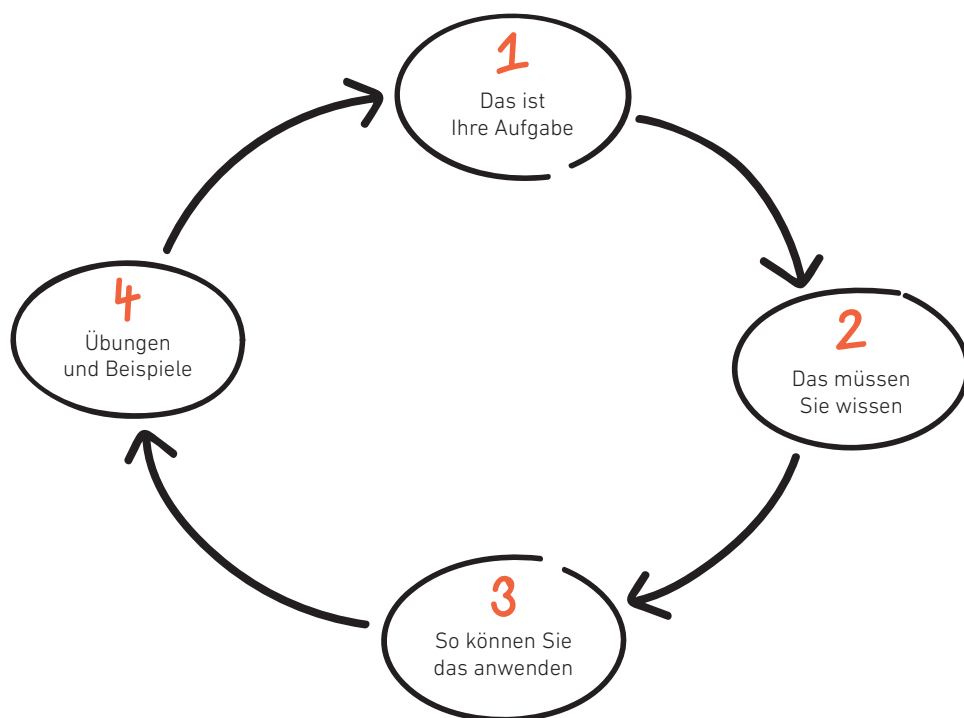 1
Das ist
Ihre Aufgabe
2
Das müssen
Sie wissen
3
So können Sie
das anwenden
4
Übungen
und Beispiele